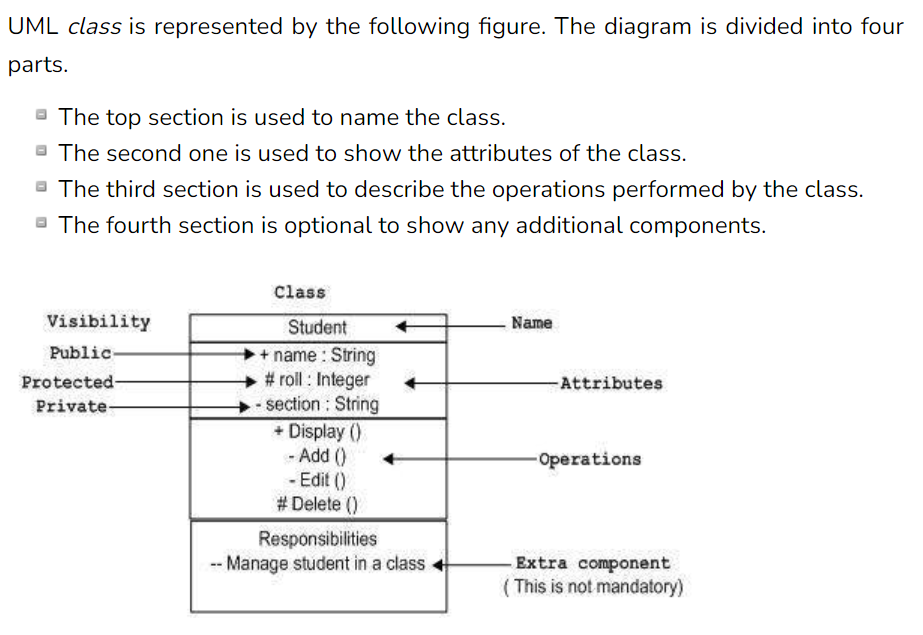 UML class is represented by the following figure. The diagram is divided into four
parts.
The top section is used to name the class.
The second one is used to show the attributes of the class.
The third section is used to describe the operations performed by the class.
The fourth section is optional to show any additional components.
Class
Visibility
Student
Name
Public
+ name : String
Protected
# roll : Integer
Attributes
Private
- section : String
+ Display ()
- Add ()
Operations
- Edit ()
# Delete ()
Responsibilities
-- Manage student in a class
Extra component
( This is not mandatory)